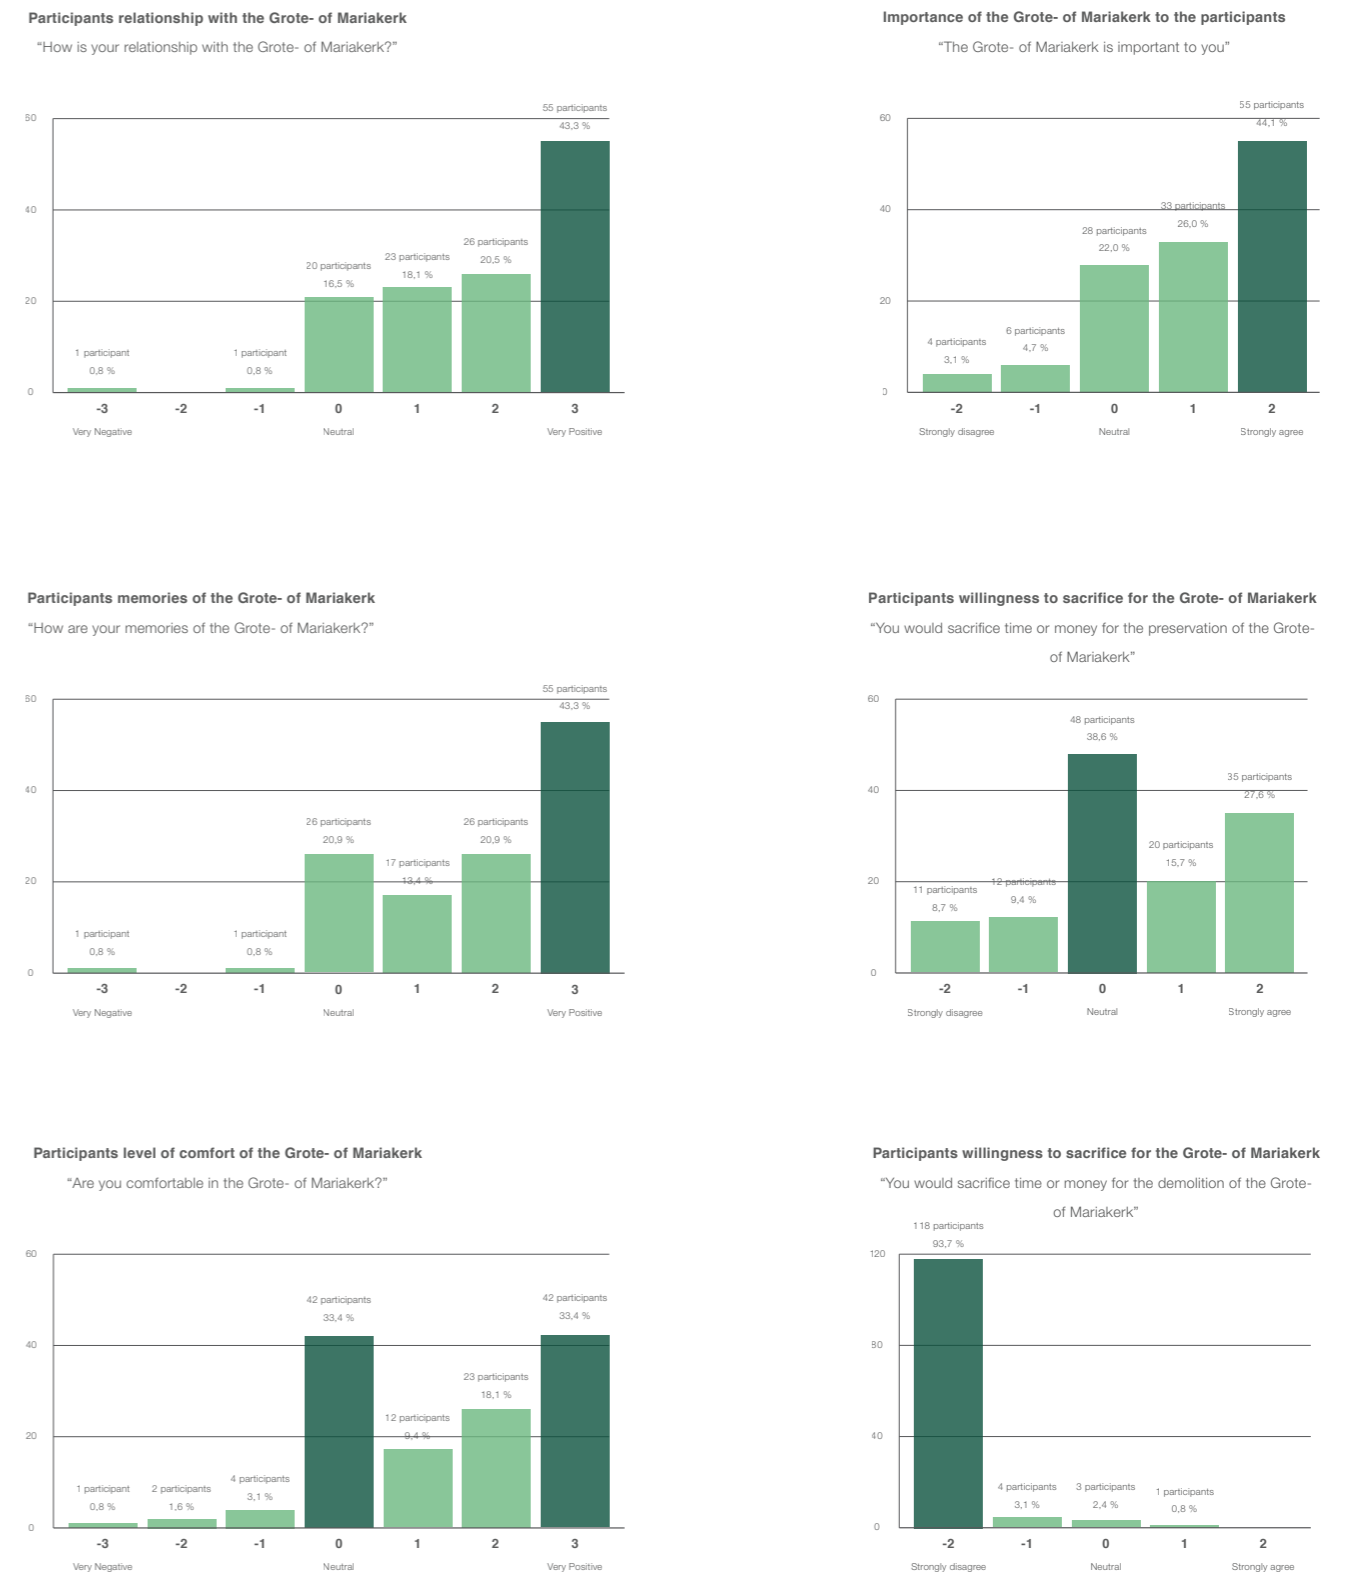 Participants relationship with the Grote- of Mariakerk
“How is your relationship with the Grote- of Mariakerk?”
55 participants
43,3 %
60
40
26 participants
20,5 %
23 participants
18,1 %
20 participants
16,5 %
20
1 participant
0,8 %
1 participant
0,8 %
0
-3 -2 -1 0 1 2 3
Very Negative Neutral Very Positive
Importance of the Grote- of Mariakerk to the participants
“The Grote- of Mariakerk is important to you”
55 participants
44,1 %
60
40
33 participants
26,0 %
28 participants
22,0 %
20
6 participants
4,7 %
4 participants
3,1 %
0
-2 -1 0 1 2
Strongly disagree Neutral Strongly agree
Participants memories of the Grote- of Mariakerk
“How are your memories of the Grote- of Mariakerk?”
55 participants
43,3 %
60
40
26 participants
20,9 %
26 participants
20,9 %
17 participants
13,4 %
20
1 participant
0,8 %
1 participant
0,8 %
0
-3 -2 -1 0 1 2 3
Very Negative Neutral Very Positive
Participants willingness to sacrifice for the Grote- of Mariakerk
“You would sacrifice time or money for the preservation of the Grote-
of Mariakerk”
60
48 participants
38,6 %
40
35 participants
27,6 %
20 participants
15,7 %
20
12 participants
9,4 %
11 participants
8,7 %
0
-2 -1 0 1 2
Strongly disagree Neutral Strongly agree
Participants level of comfort of the Grote- of Mariakerk
“Are you comfortable in the Grote- of Mariakerk?”
60
42 participants
33,4 %
42 participants
33,4 %
40
23 participants
18,1 %
12 participants
9,4 %
20
4 participants
3,1 %
1 participant
0,8 %
2 participants
1,6 %
0
-3 -2 -1 0 1 2 3
Very Negative Neutral Very Positive
Participants willingness to sacrifice for the Grote- of Mariakerk
“You would sacrifice time or money for the demolition of the Grote-
of Mariakerk”
118 participants
93,7 %
120
80
40
4 participants
3,1 %
3 participants
2,4 %
1 participants
0,8 %
0
-2 -1 0 1 2
Strongly disagree Neutral Strongly agree